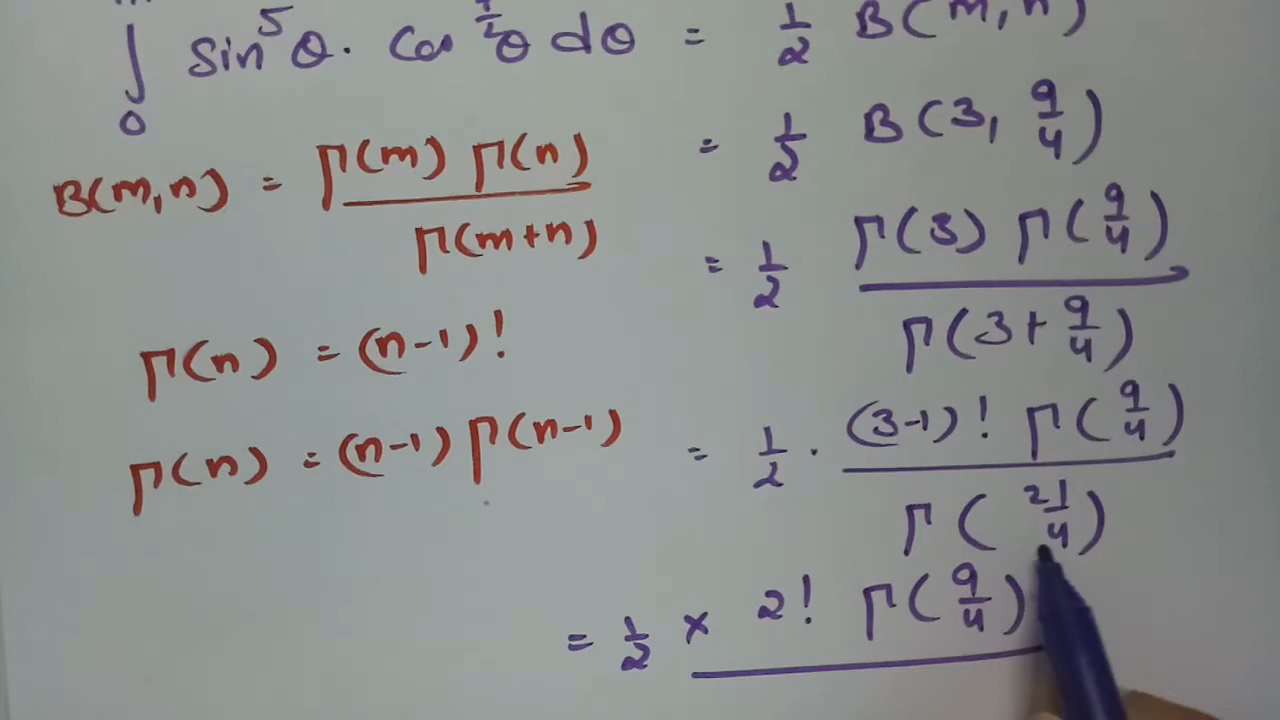 ∫₀ sin⁵θ · cos^{7/2}θ dθ = 1/2 B(m,n)
= 1/2 B(3, 9/4)
B(m,n) = Γ(m) Γ(n) / Γ(m+n)
= 1/2 Γ(3) Γ(9/4) / Γ(3+9/4)
Γ(n) = (n-1)!
Γ(n) = (n-1) Γ(n-1)
= 1/2 · (3-1)! Γ(9/4) / Γ(21/4)
= 1/2 × 2! Γ(9/4)